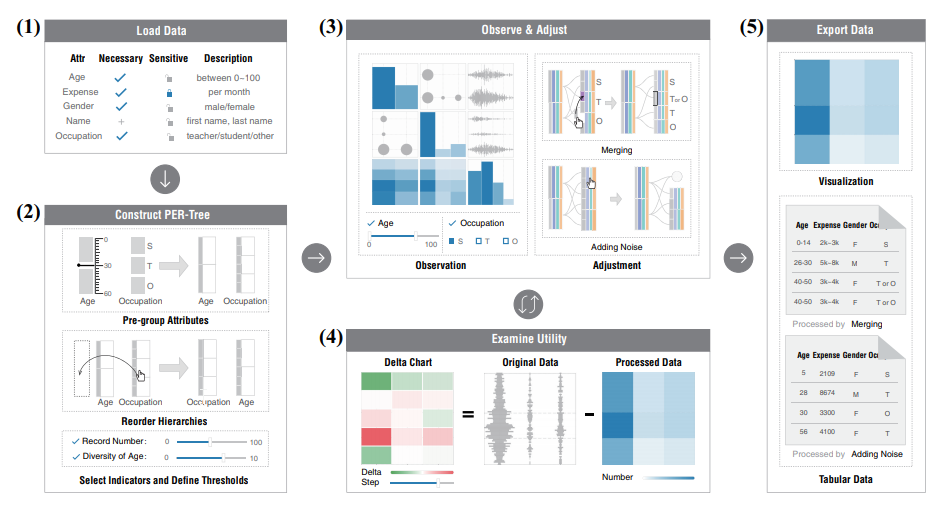 (1)
Load Data
Attr Necessary Sensitive Description
Age between 0~100
Expense per month
Gender male/female
Name first name, last name
Occupation teacher/student/other
(2)
Construct PER-Tree
0
30
60
S
T
O
Age Occupation Age Occupation
Pre-group Attributes
Age Occupation Occupation Age
Reorder Hierarchies
Record Number: 0 100
Diversity of Age: 0 10
Select Indicators and Define Thresholds
(3)
Observe & Adjust
Age
0 100
Occupation
S T O
Observation
S
T
O
S
T or O
T
O
Merging
Adding Noise
Adjustment
(4)
Examine Utility
Delta Chart Original Data Processed Data
= -
Delta
Step
Number
(5)
Export Data
Visualization
Age Expense Gender Occ
0-14 2k~3k F S
26-30 5k~8k M T
40-50 3k~4k F T or O
40-50 3k~4k F T or O
Processed by Merging
Age Expense Gender Occ
5 2109 F S
28 8674 M T
30 3300 F O
56 4100 F T
Processed by Adding Noise
Tabular Data